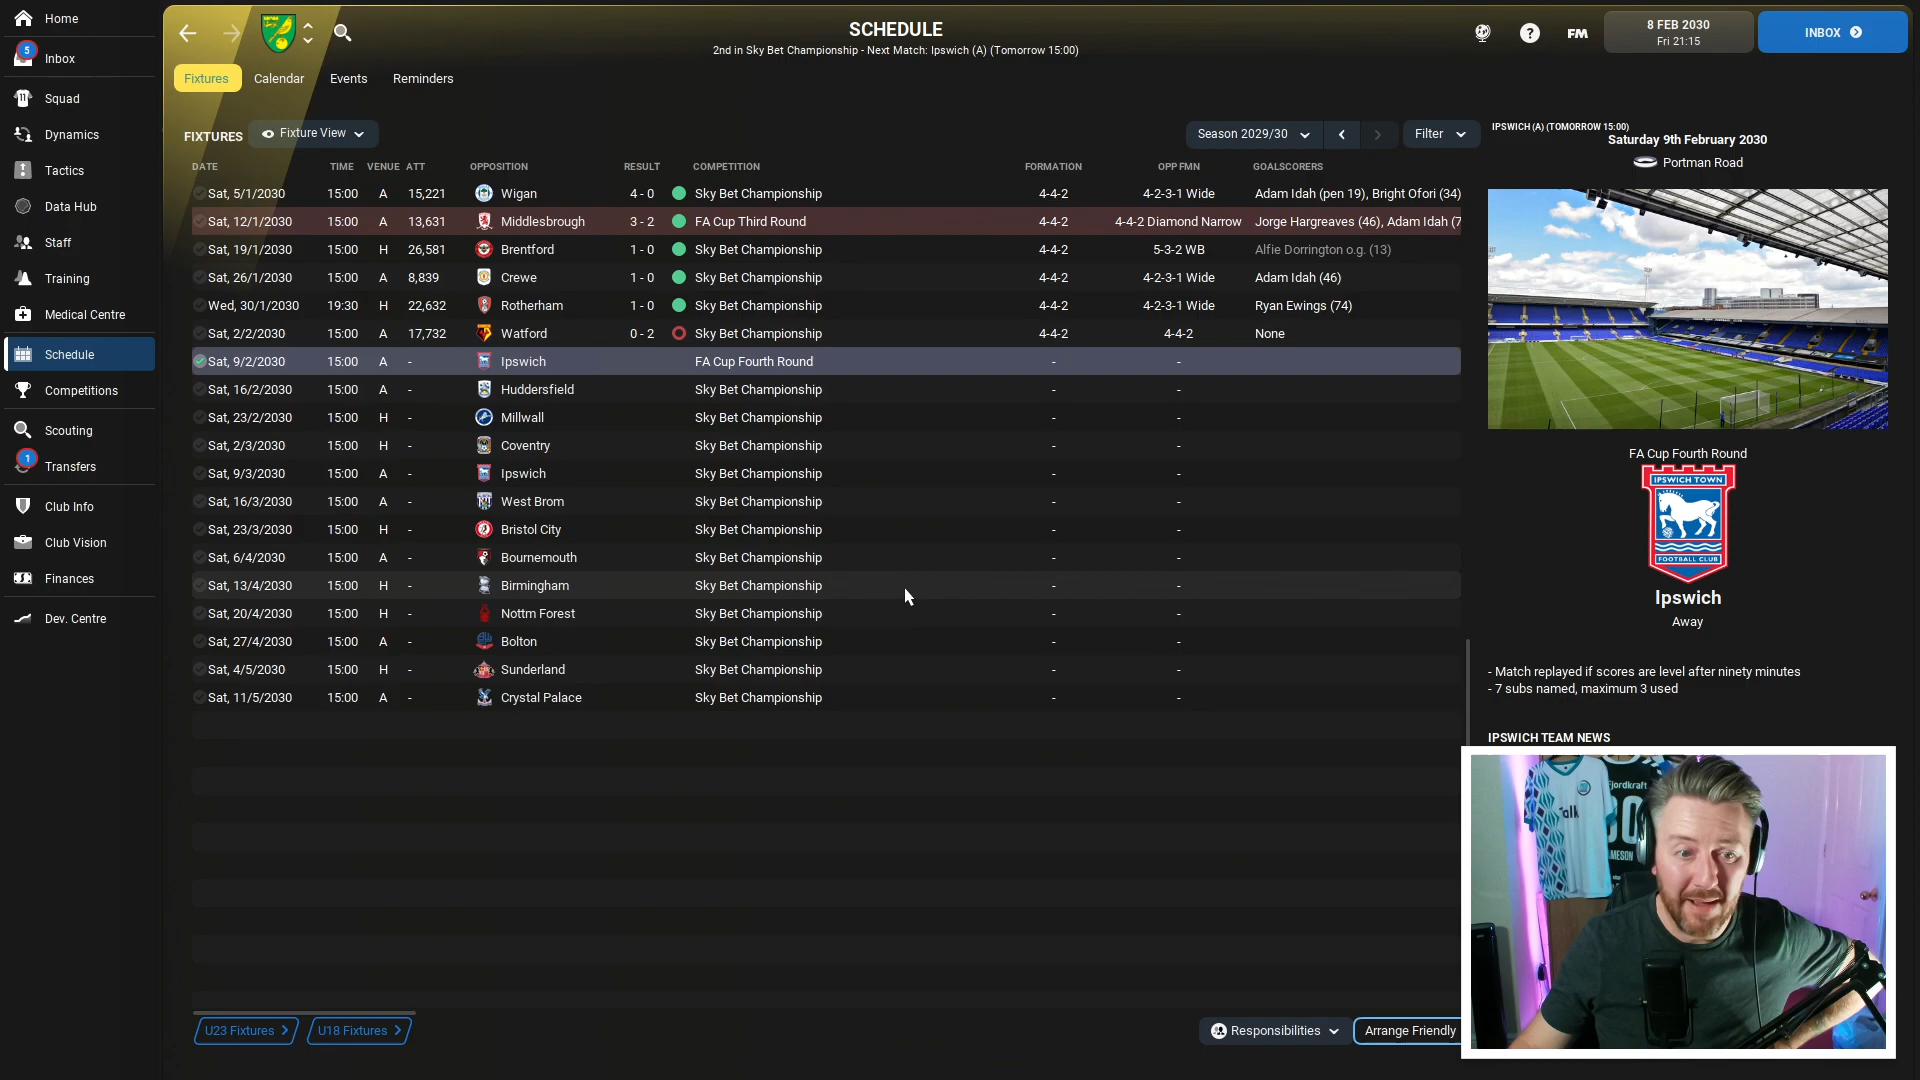 Home
SCHEDULE
8 FEB 2030
Fri 21:15
INBOX
2nd in Sky Bet Championship - Next Match: Ipswich (A) (Tomorrow 15:00)
FM
5
Inbox
Fixtures
Calendar
Events
Reminders
Squad
Dynamics
Tactics
Data Hub
Staff
Training
Medical Centre
Schedule
Competitions
Scouting
1
Transfers
Club Info
Club Vision
Finances
Dev. Centre
FIXTURES
Fixture View
Season 2029/30
Filter
DATE TIME VENUE ATT OPPOSITION RESULT COMPETITION FORMATION OPP FMN GOALSCORERS
Sat, 5/1/2030 15:00 A 15,221 Wigan 4 - 0 Sky Bet Championship 4-4-2 4-2-3-1 Wide Adam Idah (pen 19), Bright Ofori (34)
Sat, 12/1/2030 15:00 A 13,631 Middlesbrough 3 - 2 FA Cup Third Round 4-4-2 4-4-2 Diamond Narrow Jorge Hargreaves (46), Adam Idah (7
Sat, 19/1/2030 15:00 H 26,581 Brentford 1 - 0 Sky Bet Championship 4-4-2 5-3-2 WB Alfie Dorrington o.g. (13)
Sat, 26/1/2030 15:00 A 8,839 Crewe 1 - 0 Sky Bet Championship 4-4-2 4-2-3-1 Wide Adam Idah (46)
Wed, 30/1/2030 19:30 H 22,632 Rotherham 1 - 0 Sky Bet Championship 4-4-2 4-2-3-1 Wide Ryan Ewings (74)
Sat, 2/2/2030 15:00 A 17,732 Watford 0 - 2 Sky Bet Championship 4-4-2 4-4-2 None
Sat, 9/2/2030 15:00 A - Ipswich FA Cup Fourth Round - -
Sat, 16/2/2030 15:00 A - Huddersfield Sky Bet Championship - -
Sat, 23/2/2030 15:00 H - Millwall Sky Bet Championship - -
Sat, 2/3/2030 15:00 H - Coventry Sky Bet Championship - -
Sat, 9/3/2030 15:00 A - Ipswich Sky Bet Championship - -
Sat, 16/3/2030 15:00 A - West Brom Sky Bet Championship - -
Sat, 23/3/2030 15:00 H - Bristol City Sky Bet Championship - -
Sat, 6/4/2030 15:00 A - Bournemouth Sky Bet Championship - -
Sat, 13/4/2030 15:00 H - Birmingham Sky Bet Championship - -
Sat, 20/4/2030 15:00 H - Nottm Forest Sky Bet Championship - -
Sat, 27/4/2030 15:00 A - Bolton Sky Bet Championship - -
Sat, 4/5/2030 15:00 H - Sunderland Sky Bet Championship - -
Sat, 11/5/2030 15:00 A - Crystal Palace Sky Bet Championship - -
U23 Fixtures
U18 Fixtures
Responsibilities
Arrange Friendly
IPSWICH (A) (TOMORROW 15:00)
Saturday 9th February 2030
Portman Road
FA Cup Fourth Round
IPSWICH TOWN
FOOTBALL CLUB
Ipswich
Away
- Match replayed if scores are level after ninety minutes
- 7 subs named, maximum 3 used
IPSWICH TEAM NEWS
Fjordkraft
Talk
AMESON